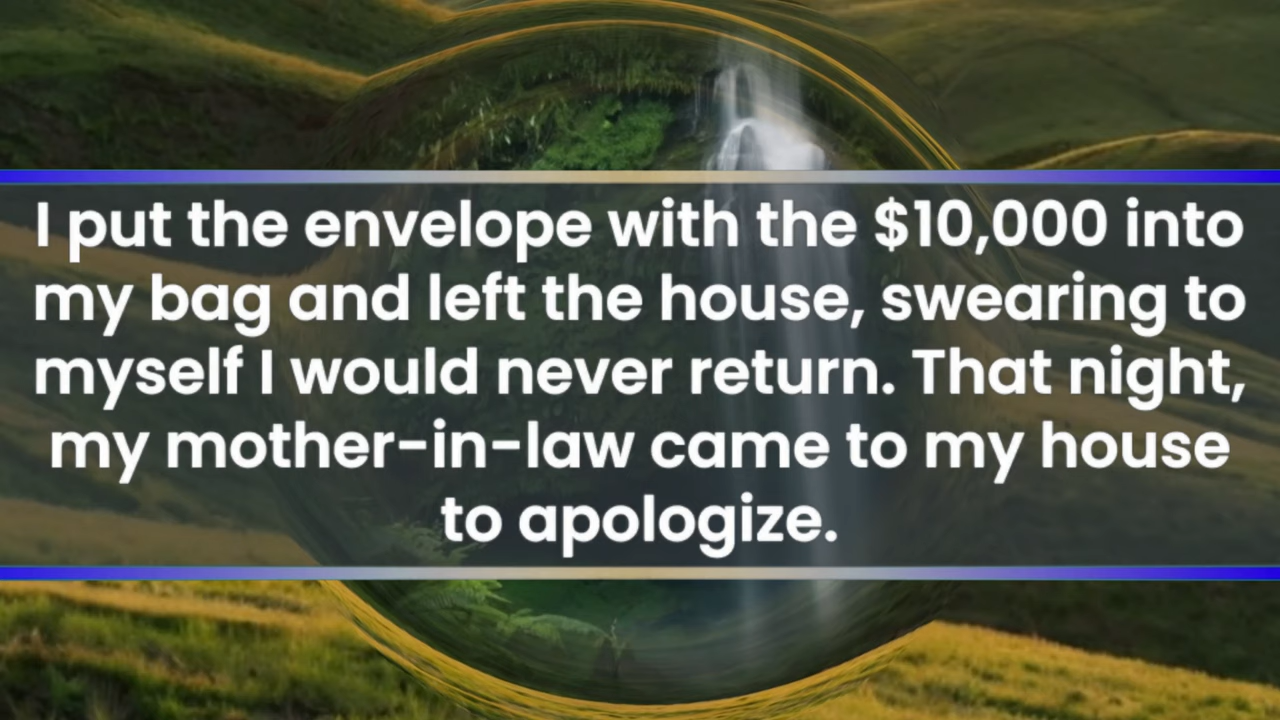 I put the envelope with the $10,000 into
my bag and left the house, swearing to
myself I would never return. That night,
my mother-in-law came to my house
to apologize.